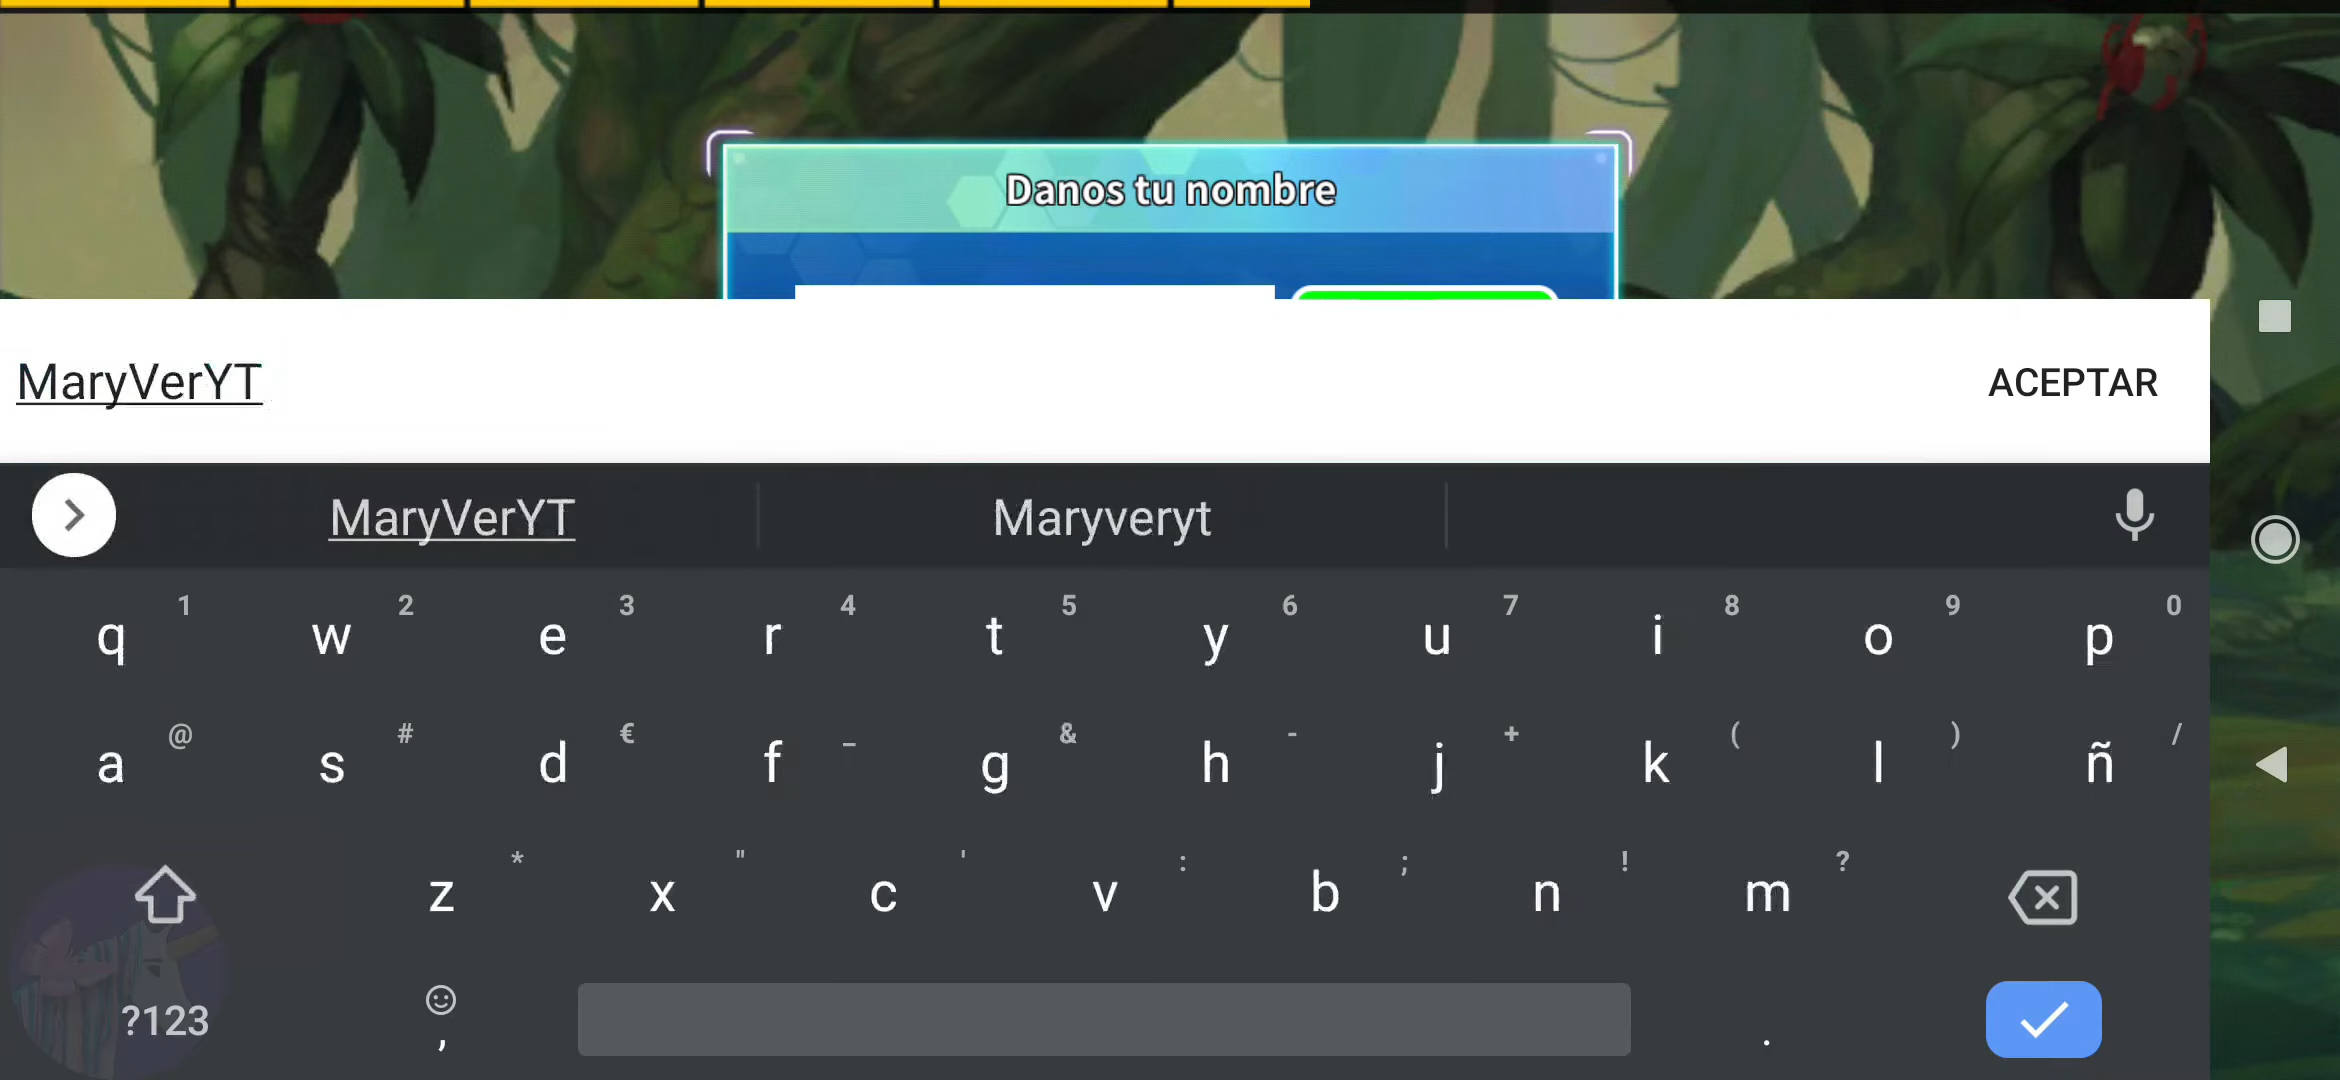 Danos tu nombre
MaryVerYT ACEPTAR
MaryVerYT Maryveryt
1 2 3 4 5 6 7 8 9 0
q w e r t y u i o p
@ # € _ & - + ( ) /
a s d f g h j k l ñ
* " ' : ; ! ?
z x c v b n m
?123 , .